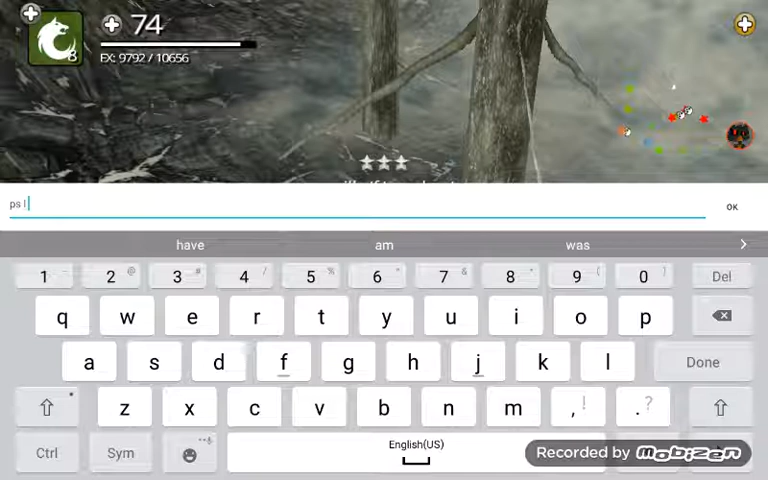 74
8
EX: 9792 / 10656
ps I
OK
have am was >
1 2 @ 3 # 4 / 5 % 6 7 & 8 9 ( 0 ) Del
q w e r t y u i o p
a s d f g h j k l Done
z x c v b n m , ! . ?
Ctrl Sym English(US)
Recorded by mobizen